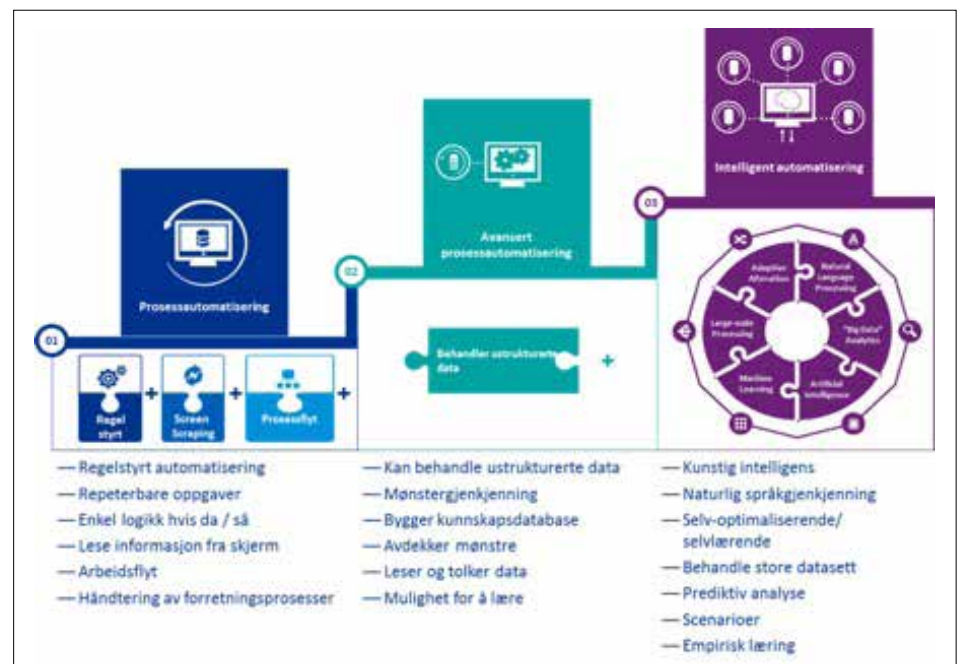 01
Prosessautomatisering
Regel
styrt
+
Screen
Scraping
+
Prosessflyt
+
— Regelstyrt automatisering
— Repeterbare oppgaver
— Enkel logikk hvis da / så
— Lese informasjon fra skjerm
— Arbeidsflyt
— Håndtering av forretningsprosesser
02
Avansert
prosessautomatisering
Behandler ustrukturerte
data
+
— Kan behandle ustrukturerte data
— Mønstergjenkjenning
— Bygger kunnskapsdatabase
— Avdekker mønstre
— Leser og tolker data
— Mulighet for å lære
03
Intelligent automatisering
Adaptive
Alteration
Natural
Language
Processing
Large-scale
Processing
"Big Data"
Analytics
Machine
Learning
Artificial
Intelligence
— Kunstig intelligens
— Naturlig språkgjenkjenning
— Selv-optimaliserende/
selvlærende
— Behandle store datasett
— Prediktiv analyse
— Scenarioer
— Empirisk læring